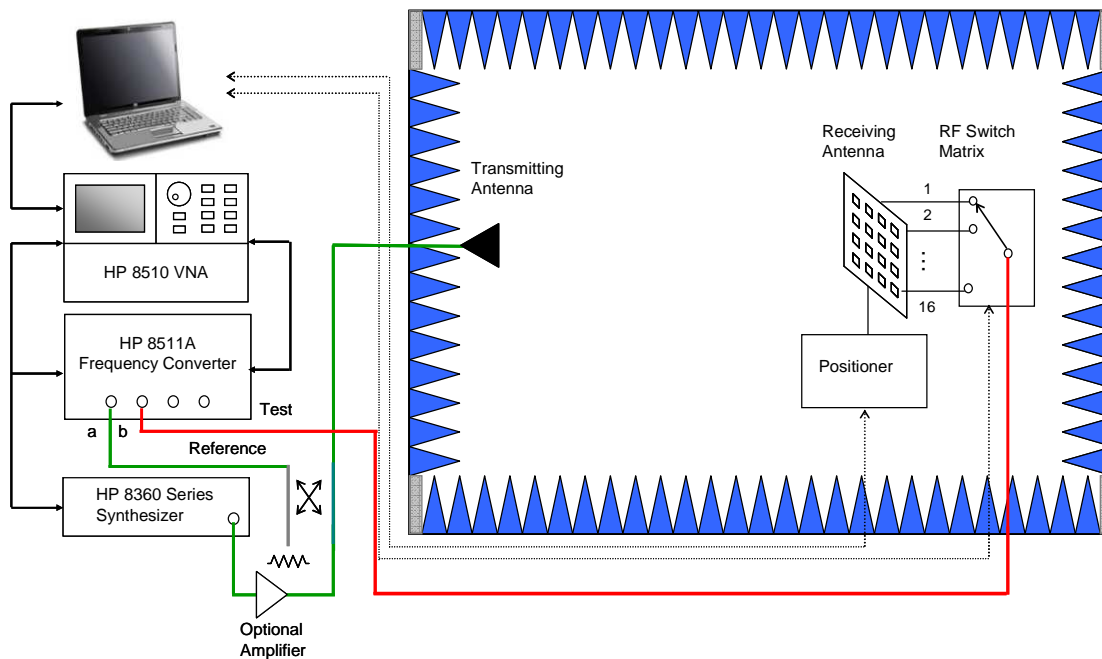 Transmitting
Antenna
Receiving
Antenna
RF Switch
Matrix
1
2
⋮
16
HP 8510 VNA
HP 8511A
Frequency Converter
Test
a
b
Reference
Positioner
HP 8360 Series
Synthesizer
Optional
Amplifier